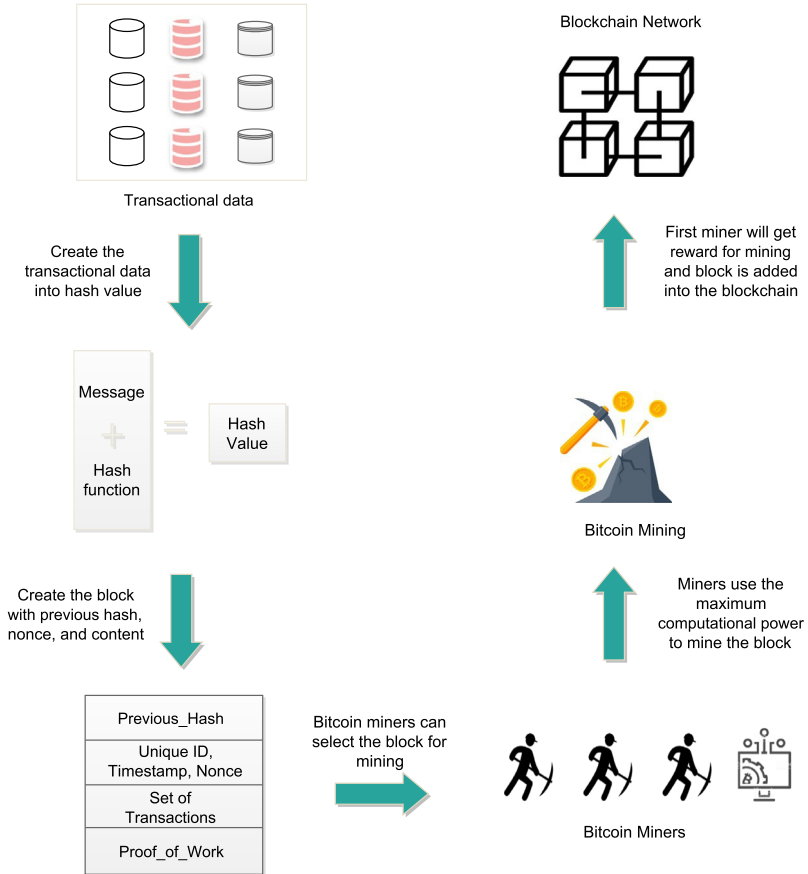 Transactional data
Create the
transactional data
into hash value
Message
Hash
function
Hash
Value
Create the block
with previous hash,
nonce, and content
Previous_Hash
Unique ID,
Timestamp, Nonce
Set of
Transactions
Proof_of_Work
Bitcoin miners can
select the block for
mining
Bitcoin Miners
Miners use the
maximum
computational power
to mine the block
Bitcoin Mining
First miner will get
reward for mining
and block is added
into the blockchain
Blockchain Network